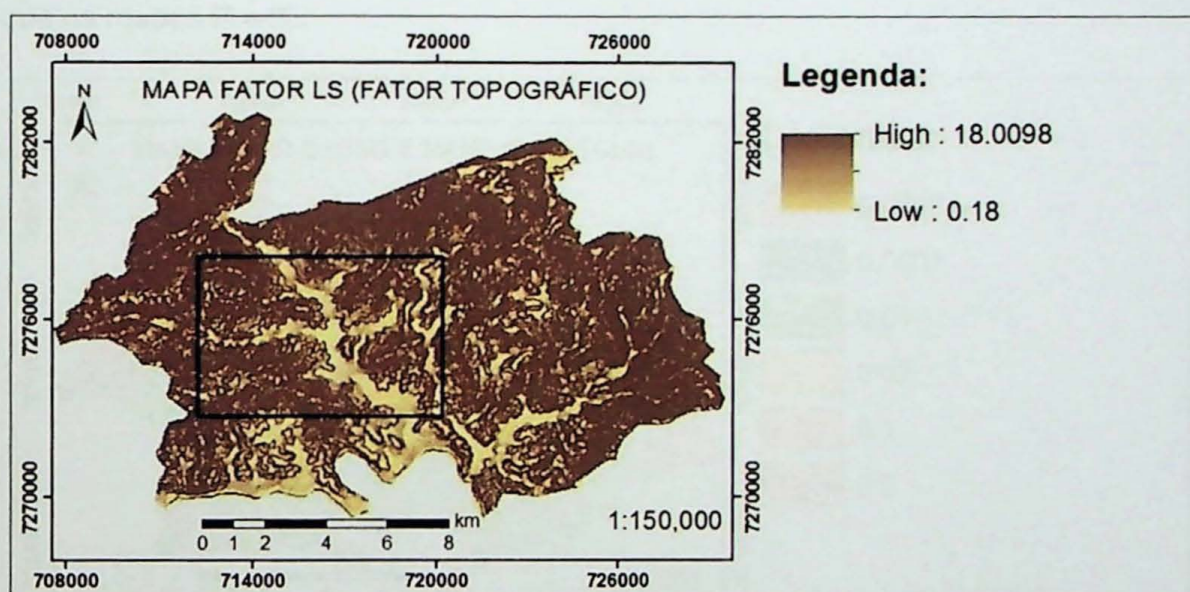 708000 714000 720000 726000
MAPA FATOR LS (FATOR TOPOGRÁFICO)
N
Legenda:
High : 18.0098
Low : 0.18
7282000 7282000
7276000 7276000
7270000 7270000
km
0 1 2 4 6 8
1:150,000
708000 714000 720000 726000